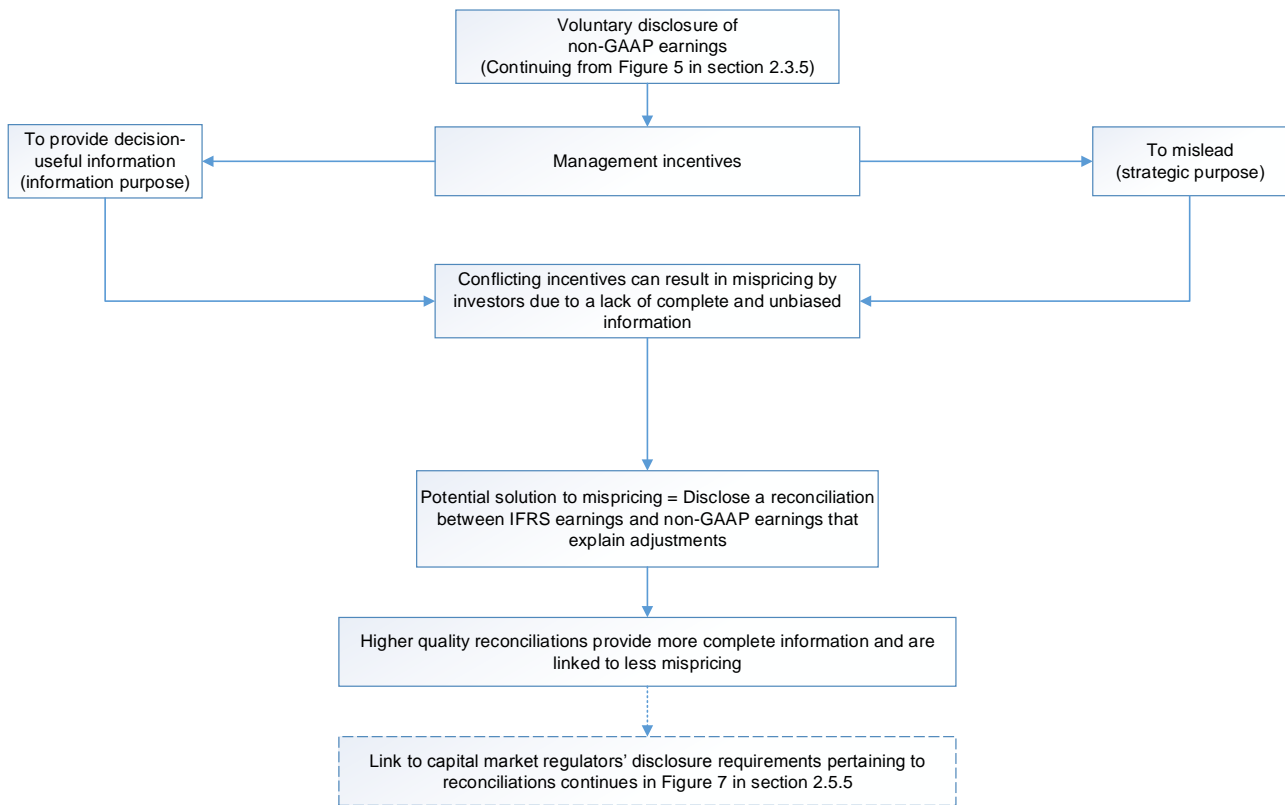 Voluntary disclosure of
non-GAAP earnings
(Continuing from Figure 5 in section 2.3.5)
To provide decision-
useful information
(information purpose)
Management incentives
To mislead
(strategic purpose)
Conflicting incentives can result in mispricing by
investors due to a lack of complete and unbiased
information
Potential solution to mispricing = Disclose a reconciliation
between IFRS earnings and non-GAAP earnings that
explain adjustments
Higher quality reconciliations provide more complete information and are
linked to less mispricing
Link to capital market regulators’ disclosure requirements pertaining to
reconciliations continues in Figure 7 in section 2.5.5